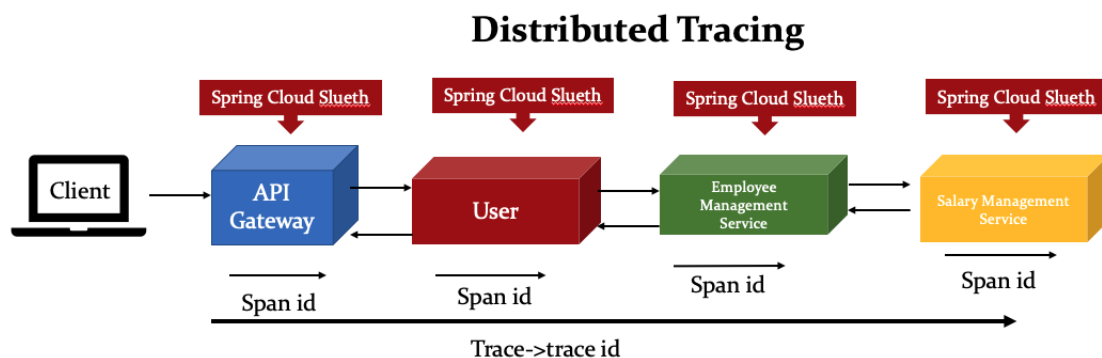 Distributed Tracing
Spring Cloud Slueth
Spring Cloud Slueth
Spring Cloud Slueth
Spring Cloud Slueth
Client
API
Gateway
User
Employee
Management
Service
Salary Management
Service
Span id
Span id
Span id
Span id
Trace->trace id